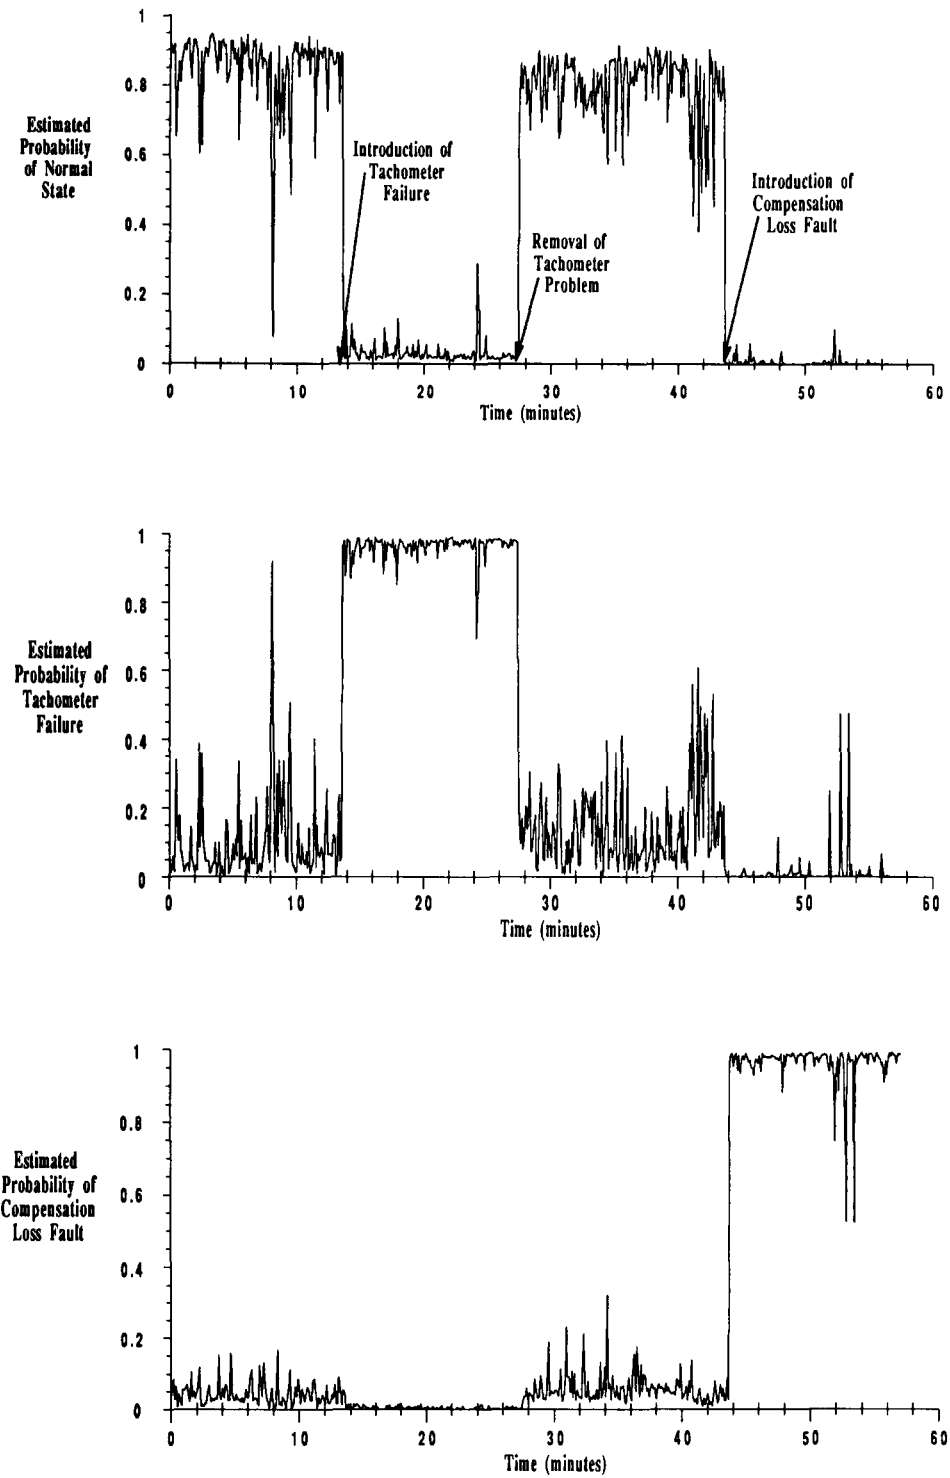 1
0.8
Estimated
Probability
of Normal
State
0.6
0.4
0.2
0
Introduction of
Tachometer
Failure
Removal of
Tachometer
Problem
Introduction of
Compensation
Loss Fault
0 10 20 30 40 50 60
Time (minutes)
1
0.8
Estimated
Probability of
Tachometer
Failure
0.6
0.4
0.2
0
0 10 20 30 40 50 60
Time (minutes)
1
0.8
Estimated
Probability of
Compensation
Loss Fault
0.6
0.4
0.2
0
0 10 20 30 40 50 60
Time (minutes)